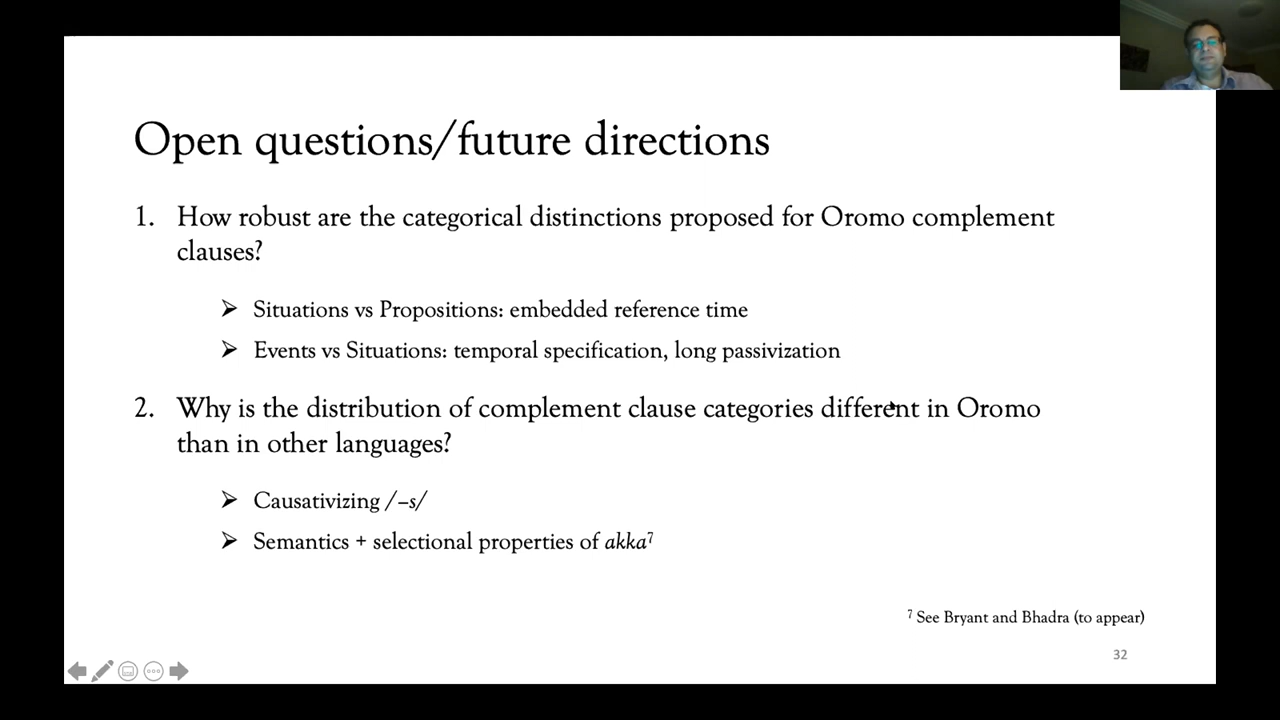 Open questions/future directions
1. How robust are the categorical distinctions proposed for Oromo complement
clauses?
➢ Situations vs Propositions: embedded reference time
➢ Events vs Situations: temporal specification, long passivization
2. Why is the distribution of complement clause categories different in Oromo
than in other languages?
➢ Causativizing /–s/
➢ Semantics + selectional properties of akka⁷
⁷ See Bryant and Bhadra (to appear)
32